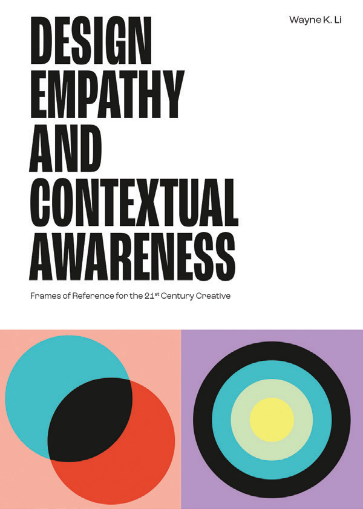 Wayne K. Li
DESIGN
EMPATHY
AND
CONTEXTUAL
AWARENESS
Frames of Reference for the 21st Century Creative